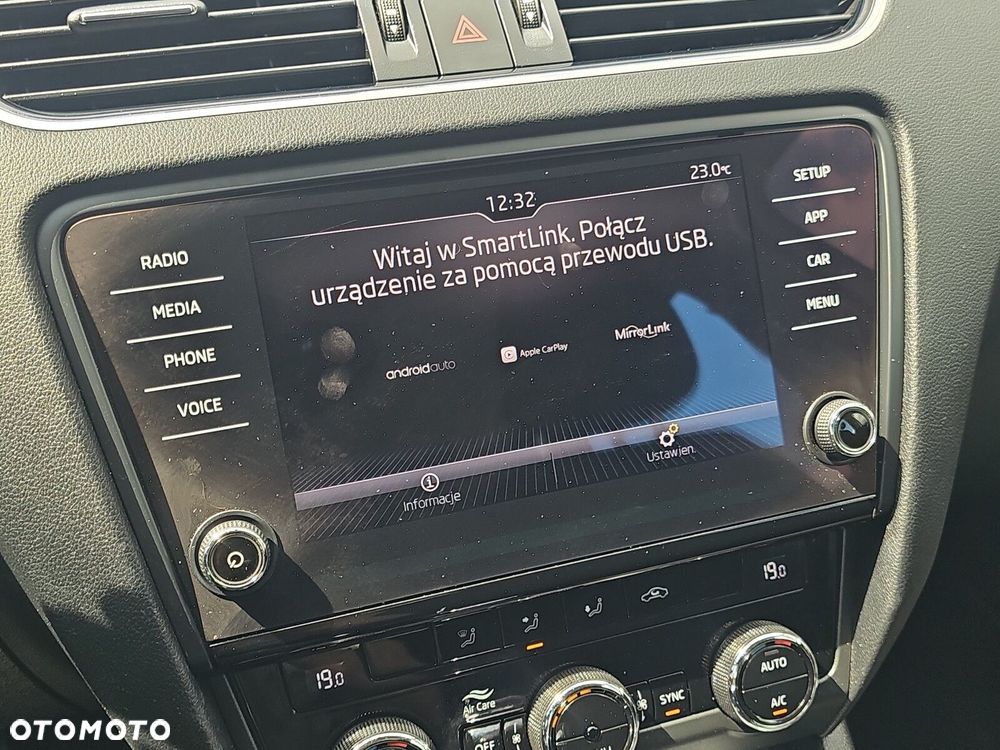 12:32
23.0°C
Witaj w SmartLink. Połącz
urządzenie za pomocą przewodu USB.
androidauto
Apple CarPlay
MirrorLink
Informacje
Ustawien.
RADIO
MEDIA
PHONE
VOICE
SETUP
APP
CAR
MENU
19.0
19.0
Air Care
OFF
SYNC
AUTO
A/C
OTOMOTO